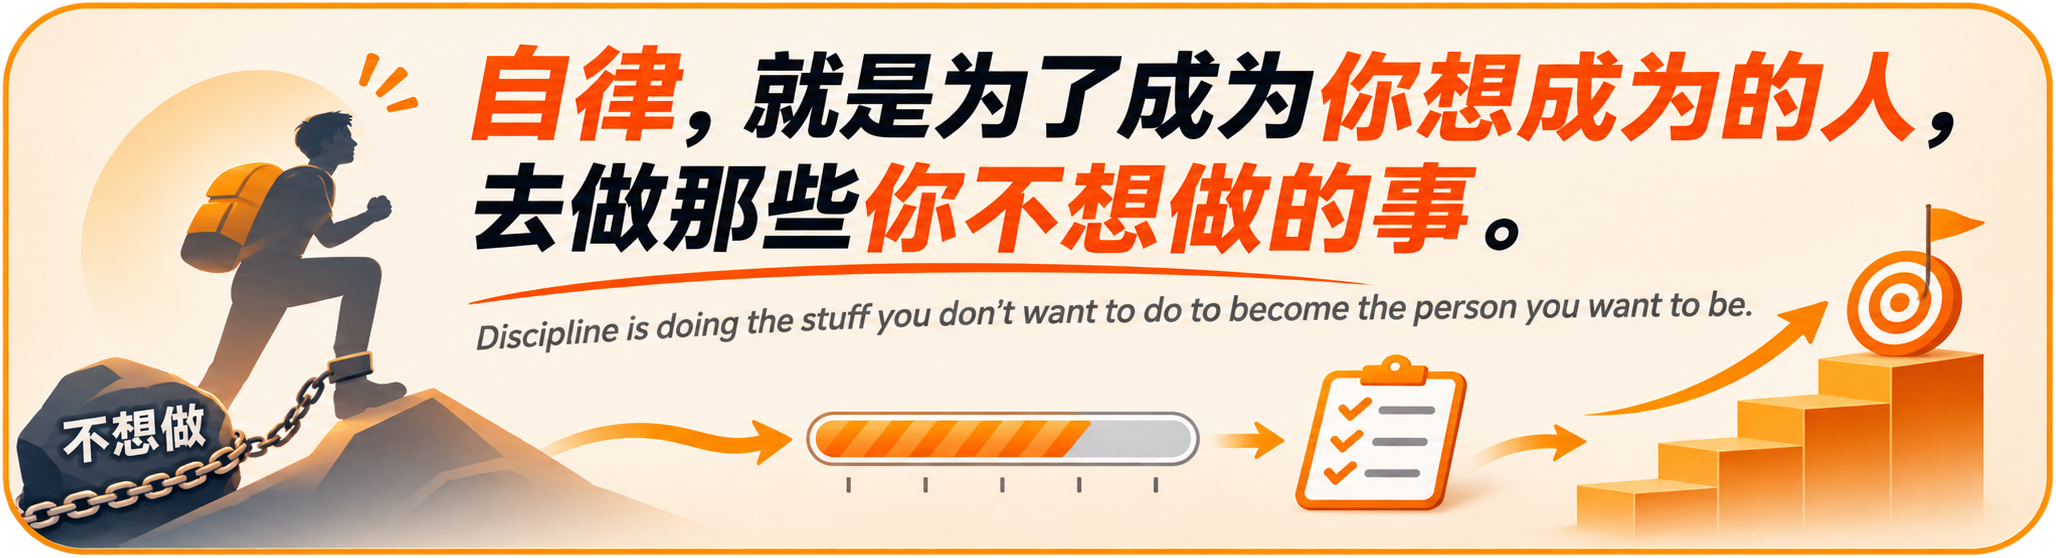 自律，就是为了成为你想成为的人，
去做那些你不想做的事。
Discipline is doing the stuff you don't want to do to become the person you want to be.
不想做